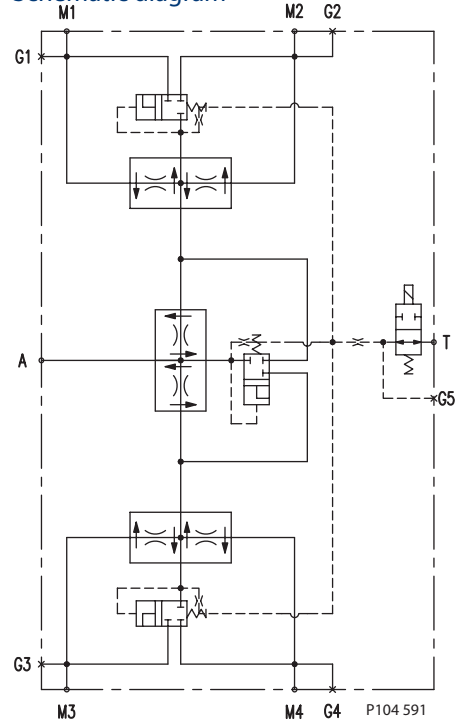 Schematic diagram
M1 M2 G2
G1
A
T
G5
G3
M3 M4 G4 P104 591